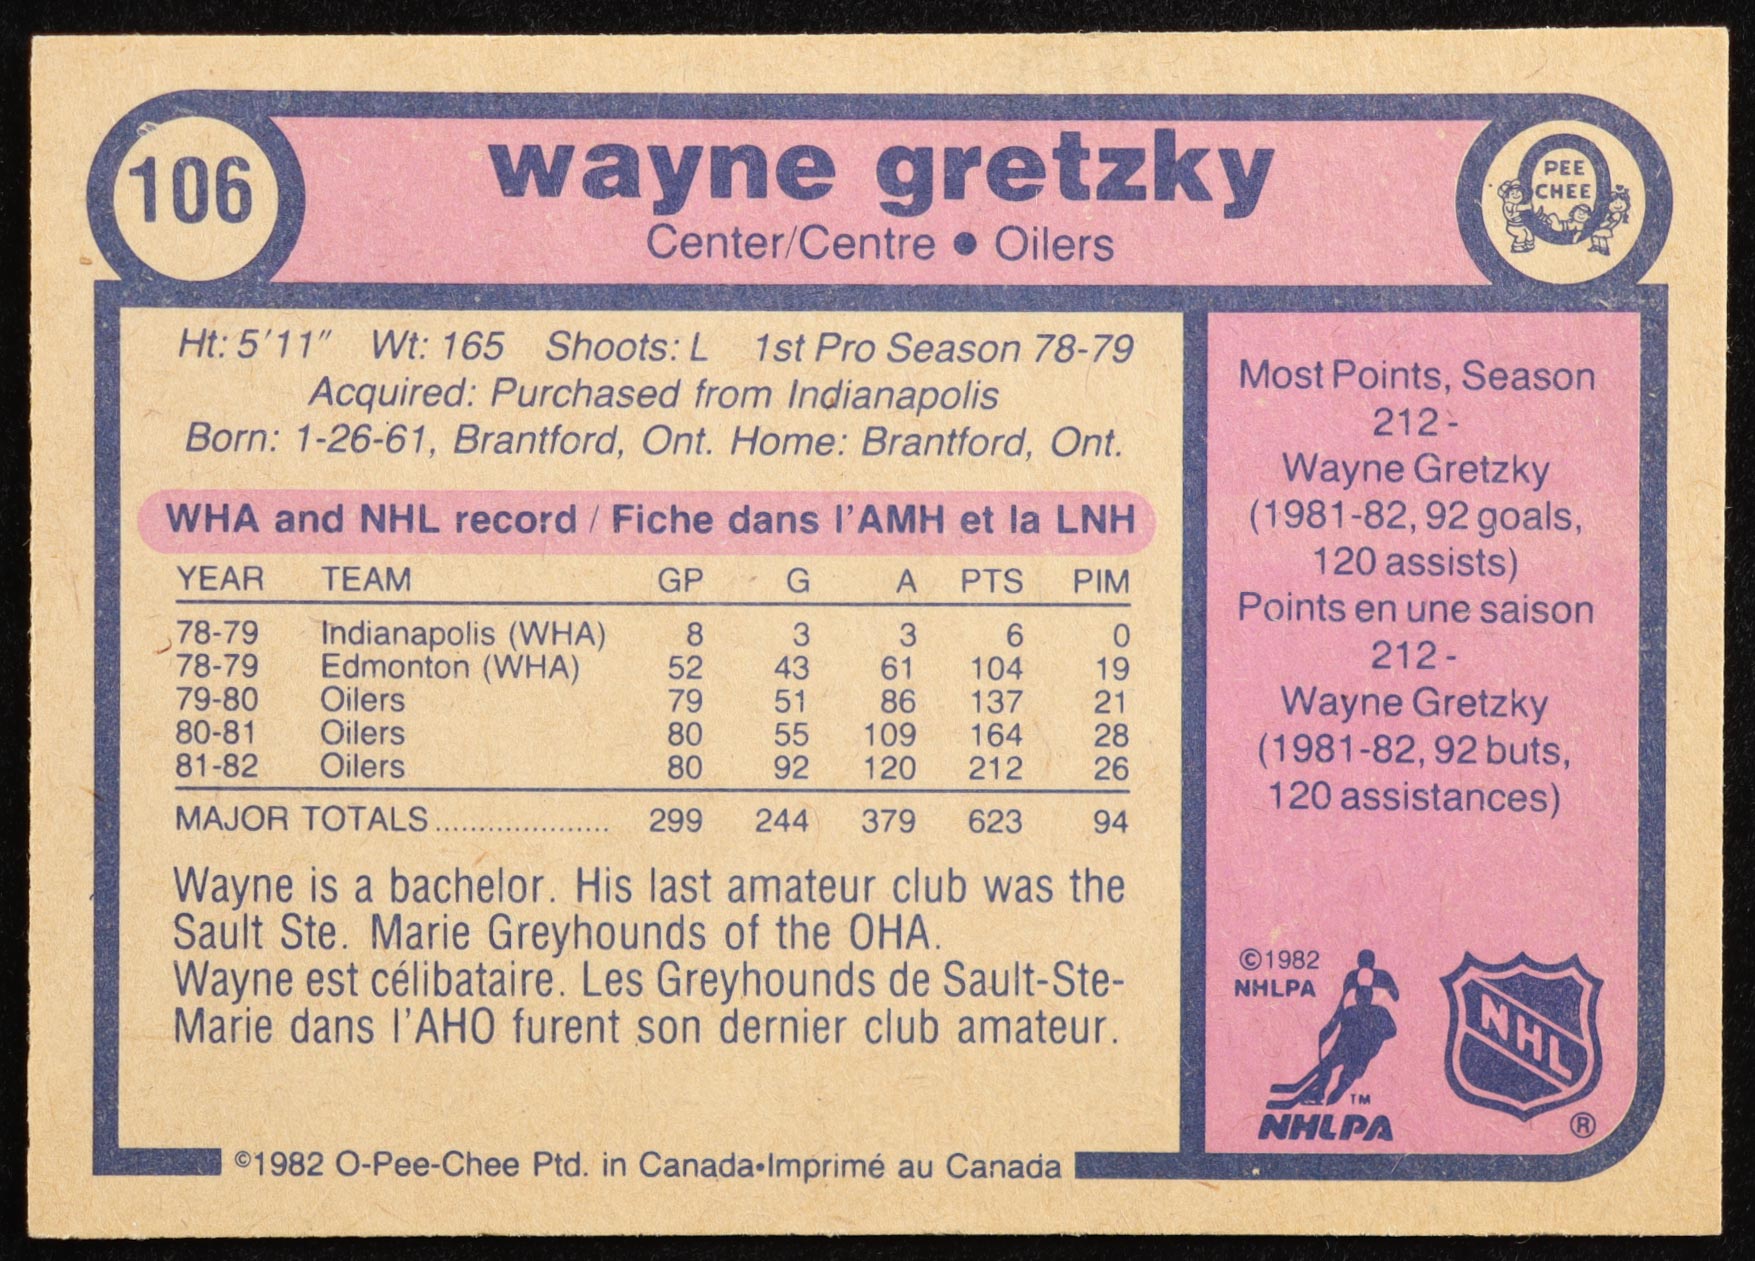 106
wayne gretzky
Center/Centre • Oilers
O
PEE
CHEE
Ht: 5'11" Wt: 165 Shoots: L 1st Pro Season 78-79
Acquired: Purchased from Indianapolis
Born: 1-26-61, Brantford, Ont. Home: Brantford, Ont.
WHA and NHL record / Fiche dans l'AMH et la LNH
YEAR TEAM GP G A PTS PIM
78-79 Indianapolis (WHA) 8 3 3 6 0
78-79 Edmonton (WHA) 52 43 61 104 19
79-80 Oilers 79 51 86 137 21
80-81 Oilers 80 55 109 164 28
81-82 Oilers 80 92 120 212 26
MAJOR TOTALS..................... 299 244 379 623 94
Wayne is a bachelor. His last amateur club was the
Sault Ste. Marie Greyhounds of the OHA.
Wayne est célibataire. Les Greyhounds de Sault-Ste-
Marie dans l'AHO furent son dernier club amateur.
©1982 O-Pee-Chee Ptd. in Canada•Imprimé au Canada
Most Points, Season
212 -
Wayne Gretzky
(1981-82, 92 goals,
120 assists)
Points en une saison
212 -
Wayne Gretzky
(1981-82, 92 buts,
120 assistances)
©1982
NHLPA
TM
NHLPA
NHL
®